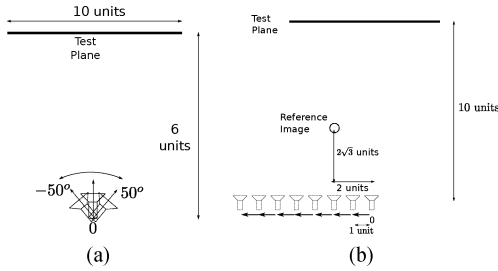 10 units
Test
Plane
6
units
−50°
50°
0
(a)
Test
Plane
10 units
Reference
Image
2√3 units
2 units
0
1 unit
(b)